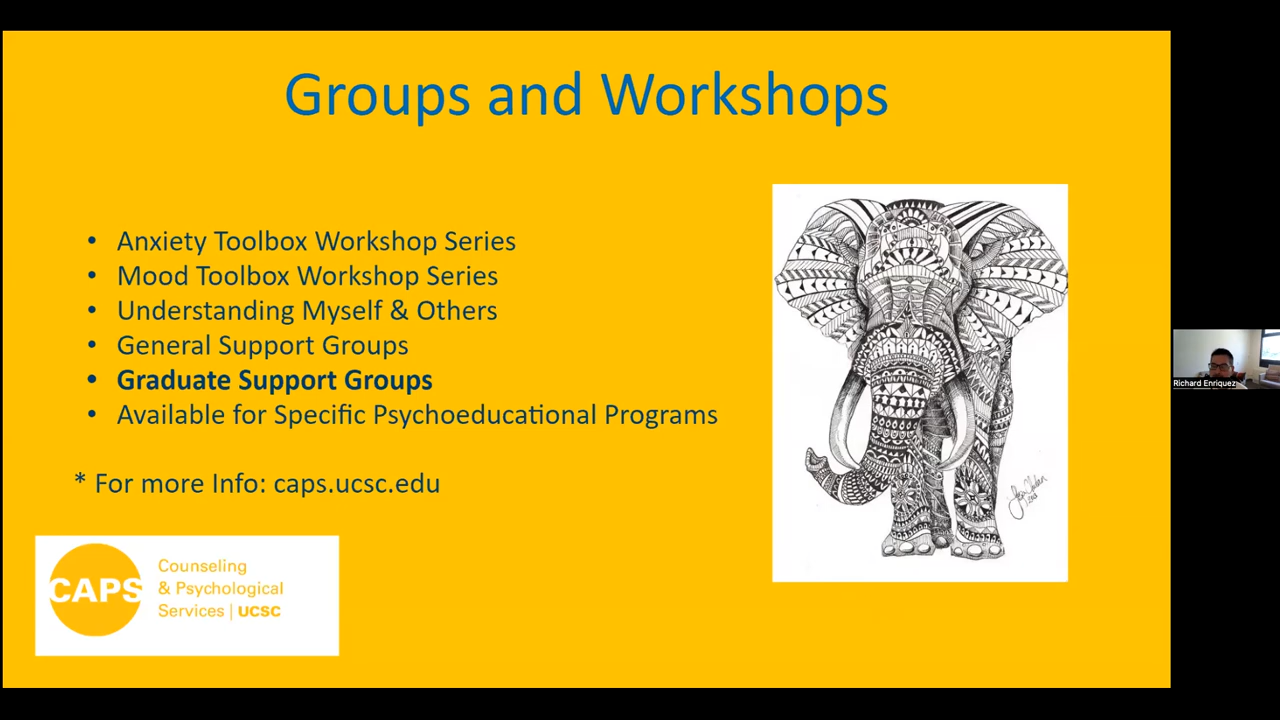 Groups and Workshops
• Anxiety Toolbox Workshop Series
• Mood Toolbox Workshop Series
• Understanding Myself & Others
• General Support Groups
• Graduate Support Groups
• Available for Specific Psychoeducational Programs
* For more Info: caps.ucsc.edu
CAPS
Counseling
& Psychological
Services | UCSC
Richard Enriquez